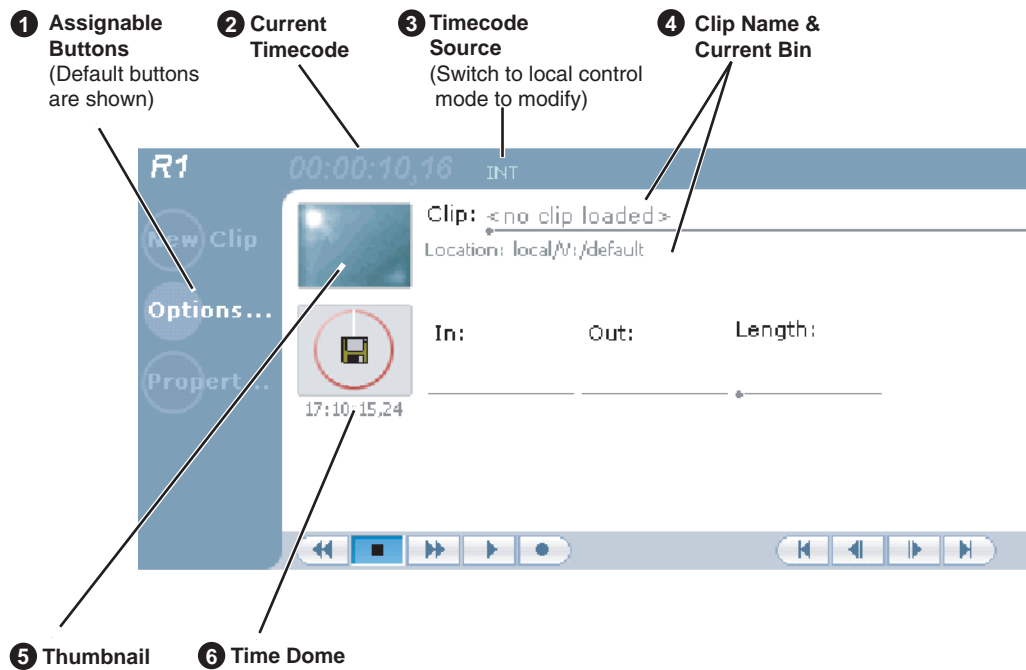 1 Assignable
Buttons
(Default buttons
are shown)
2 Current
Timecode
3 Timecode
Source
(Switch to local control
mode to modify)
4 Clip Name &
Current Bin
R1
00:00:10,16
INT
New Clip
Options...
Propert...
Clip: <no clip loaded>
Location: local/V:/default
In:
Out:
Length:
17:10:15,24
5 Thumbnail
6 Time Dome